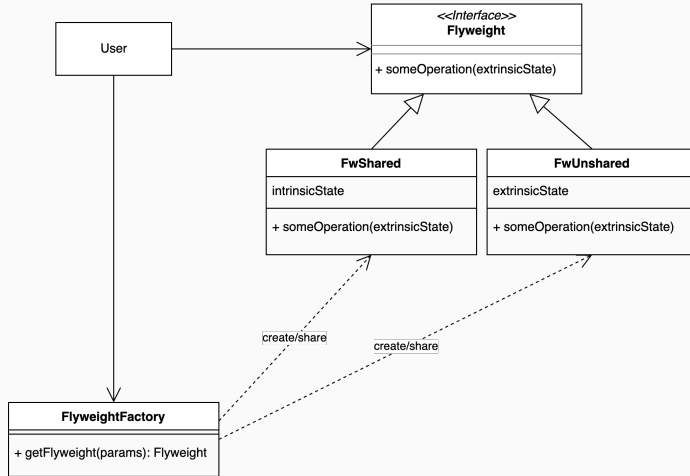 <<Interface>>
Flyweight
+ someOperation(extrinsicState)
User
FwShared
intrinsicState
+ someOperation(extrinsicState)
FwUnshared
extrinsicState
+ someOperation(extrinsicState)
create/share
create/share
FlyweightFactory
+ getFlyweight(params): Flyweight